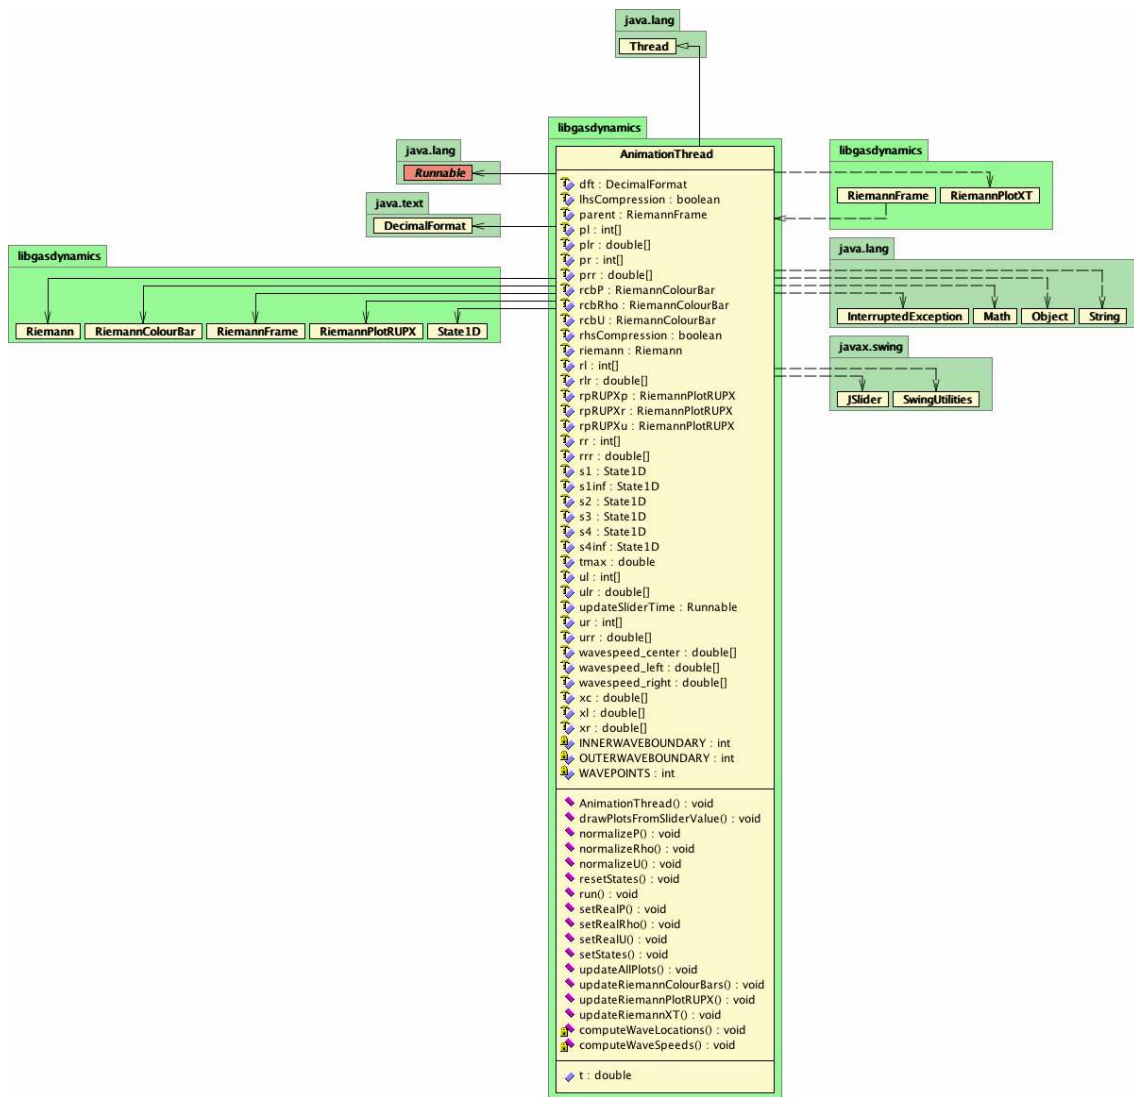 java.lang
Thread
libgasdynamics
AnimationThread
java.lang
Runnable
java.text
DecimalFormat
libgasdynamics
Riemann RiemannColourBar RiemannFrame RiemannPlotRUPX State1D
libgasdynamics
RiemannFrame RiemannPlotXT
java.lang
InterruptedException Math Object String
javax.swing
JSlider SwingUtilities
dft : DecimalFormat
lhsCompression : boolean
parent : RiemannFrame
pl : int[]
plr : double[]
pr : int[]
prr : double[]
rcbP : RiemannColourBar
rcbRho : RiemannColourBar
rcbU : RiemannColourBar
rhsCompression : boolean
riemann : Riemann
rl : int[]
rlr : double[]
rpRUPXp : RiemannPlotRUPX
rpRUPXr : RiemannPlotRUPX
rpRUPXu : RiemannPlotRUPX
rr : int[]
rrr : double[]
s1 : State1D
s1inf : State1D
s2 : State1D
s3 : State1D
s4 : State1D
s4inf : State1D
tmax : double
ul : int[]
ulr : double[]
updateSliderTime : Runnable
ur : int[]
urr : double[]
wavespeed_center : double[]
wavespeed_left : double[]
wavespeed_right : double[]
xc : double[]
xl : double[]
xr : double[]
INNERWAVEBOUNDARY : int
OUTERWAVEBOUNDARY : int
WAVEPOINTS : int
AnimationThread() : void
drawPlotsFromSliderValue() : void
normalizeP() : void
normalizeRho() : void
normalizeU() : void
resetStates() : void
run() : void
setRealP() : void
setRealRho() : void
setRealU() : void
setStates() : void
updateAllPlots() : void
updateRiemannColourBars() : void
updateRiemannPlotRUPX() : void
updateRiemannXT() : void
computeWaveLocations() : void
computeWaveSpeeds() : void
t : double